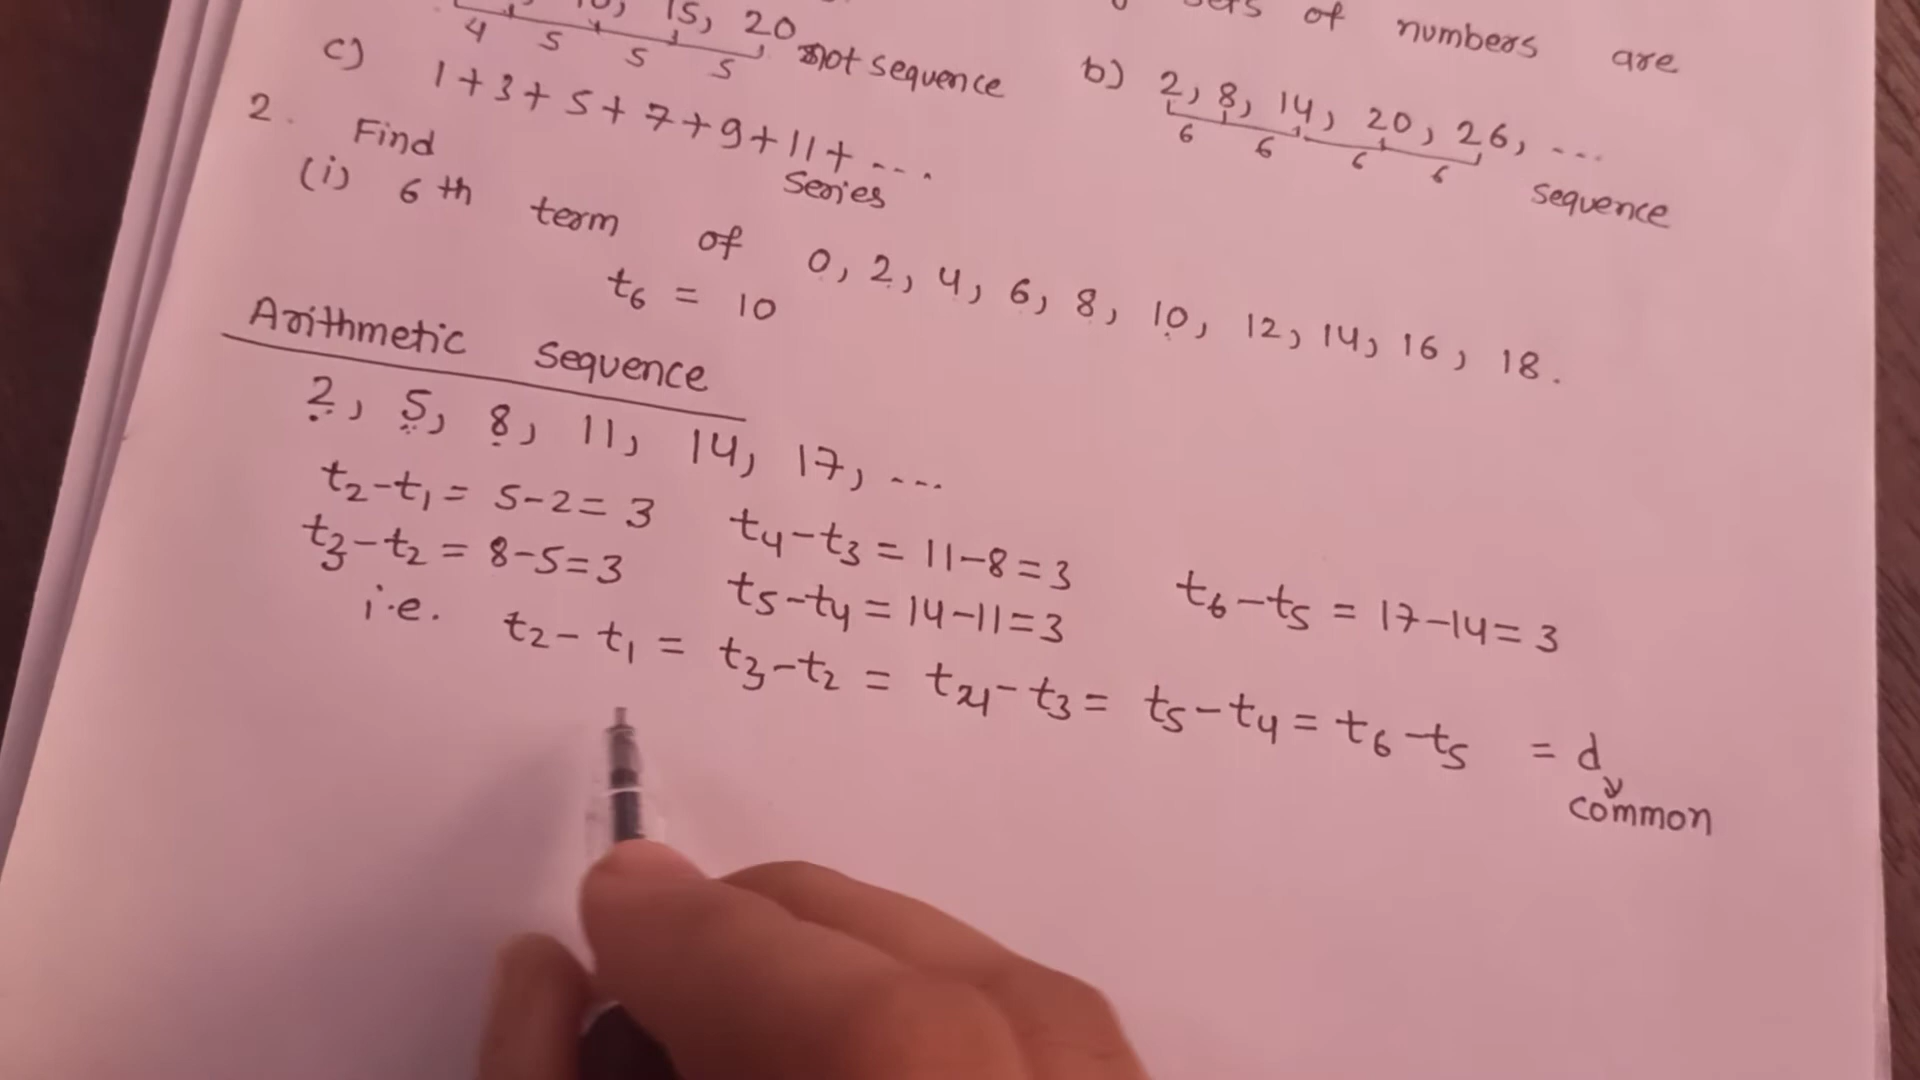 15, 20
4 5 5 5 not sequence
sets of numbers are
b) 2, 8, 14, 20, 26, ...
6 6 6 6 sequence
c) 1+3+5+7+9+11+ ....
Series
2. Find
(i) 6th term of 0, 2, 4, 6, 8, 10, 12, 14, 16, 18.
t6 = 10
Arithmetic Sequence
2, 5, 8, 11, 14, 17, ...
t2-t1 = 5-2 = 3 t4-t3 = 11-8 = 3
t3-t2 = 8-5=3 t5-t4 = 14-11=3 t6-t5 = 17-14= 3
i.e. t2-t1 = t3-t2 = t4-t3 = t5-t4 = t6-t5 = d
common